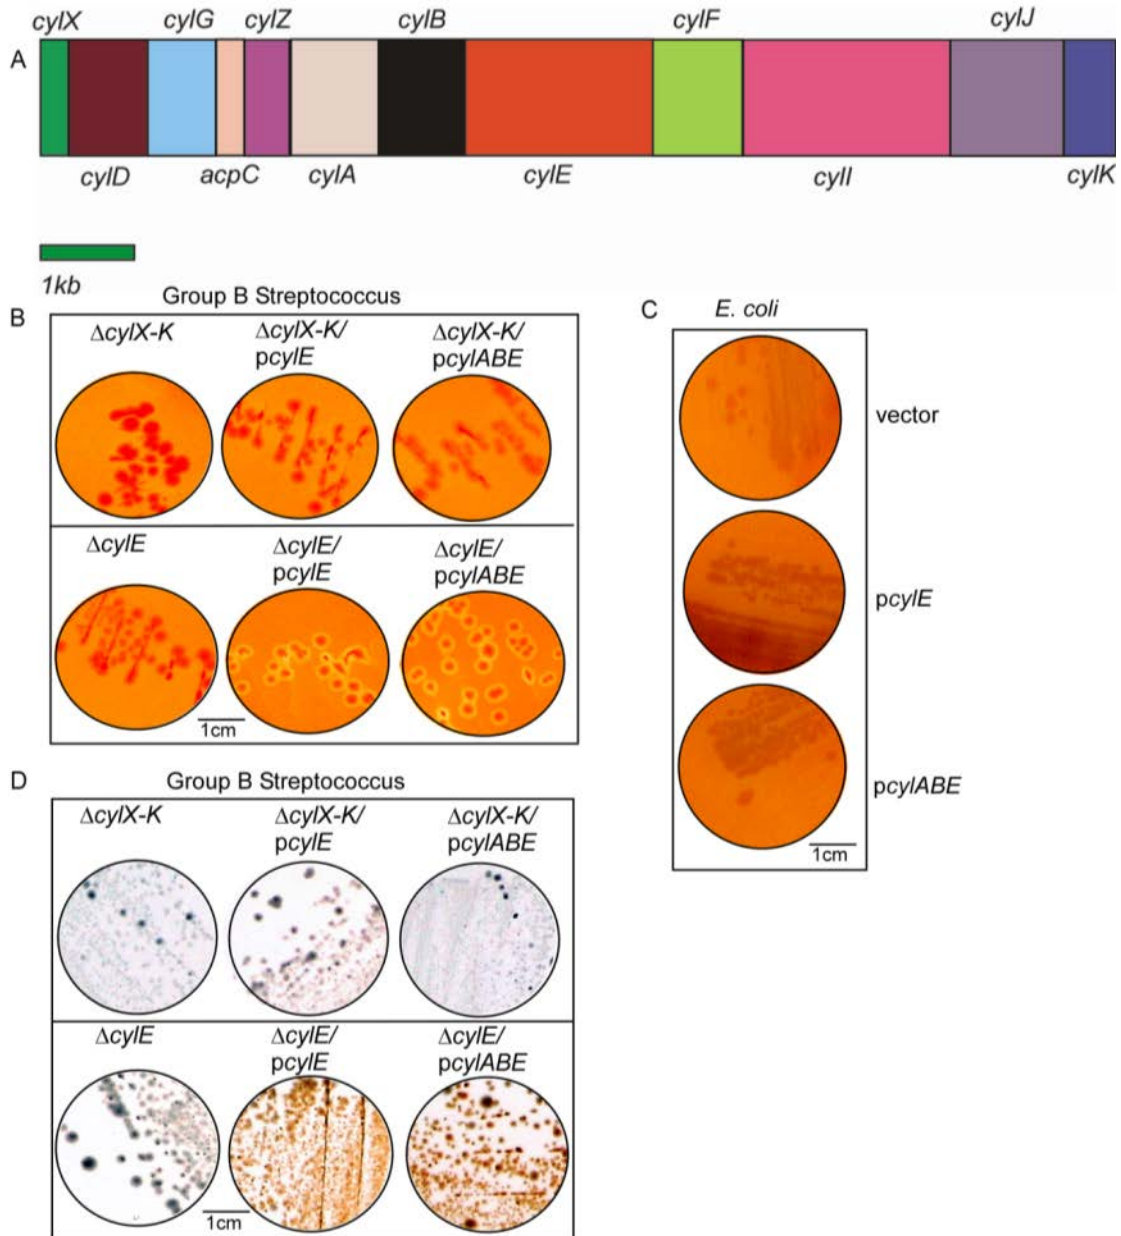 cylX cylG cylZ cylB cylF cylJ
A
cylD acpC cylA cylE cylI cylK
1kb
Group B Streptococcus
B
ΔcylX-K ΔcylX-K/ ΔcylX-K/
pcylE pcylABE
ΔcylE ΔcylE/ ΔcylE/
pcylE pcylABE
1cm
C E. coli
vector
pcylE
pcylABE
1cm
D Group B Streptococcus
ΔcylX-K ΔcylX-K/ ΔcylX-K/
pcylE pcylABE
ΔcylE ΔcylE/ ΔcylE/
pcylE pcylABE
1cm